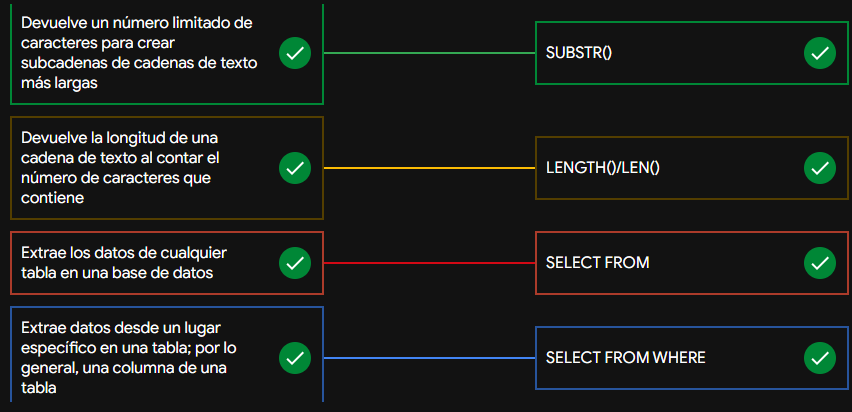 Devuelve un número limitado de
caracteres para crear
subcadenas de cadenas de texto
más largas
SUBSTR()
Devuelve la longitud de una
cadena de texto al contar el
número de caracteres que
contiene
LENGTH()/LEN()
Extrae los datos de cualquier
tabla en una base de datos
SELECT FROM
Extrae datos desde un lugar
específico en una tabla; por lo
general, una columna de una
tabla
SELECT FROM WHERE